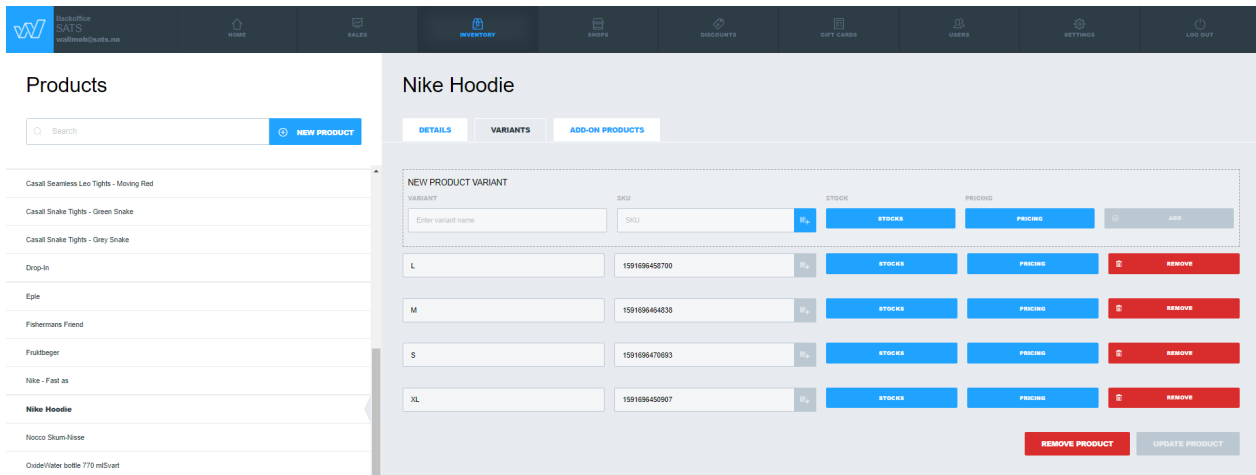 Backoffice
SATS
wallmob@sats.no
HOME
SALES
INVENTORY
SHOPS
DISCOUNTS
GIFT CARDS
USERS
SETTINGS
LOG OUT
Products
Search
NEW PRODUCT
Casall Seamless Leo Tights - Moving Red
Casall Snake Tights - Green Snake
Casall Snake Tights - Grey Snake
Drop-In
Eple
Fishermans Friend
Fruktbeger
Nike - Fast as
Nike Hoodie
Nocco Skum-Nisse
OxideWater bottle 770 mlSvart
Nike Hoodie
DETAILS VARIANTS ADD-ON PRODUCTS
NEW PRODUCT VARIANT
VARIANT SKU STOCK PRICING
Enter variant name SKU STOCKS PRICING ADD
L 1591696458700 STOCKS PRICING REMOVE
M 1591696464838 STOCKS PRICING REMOVE
S 1591696470693 STOCKS PRICING REMOVE
XL 1591696450907 STOCKS PRICING REMOVE
REMOVE PRODUCT UPDATE PRODUCT